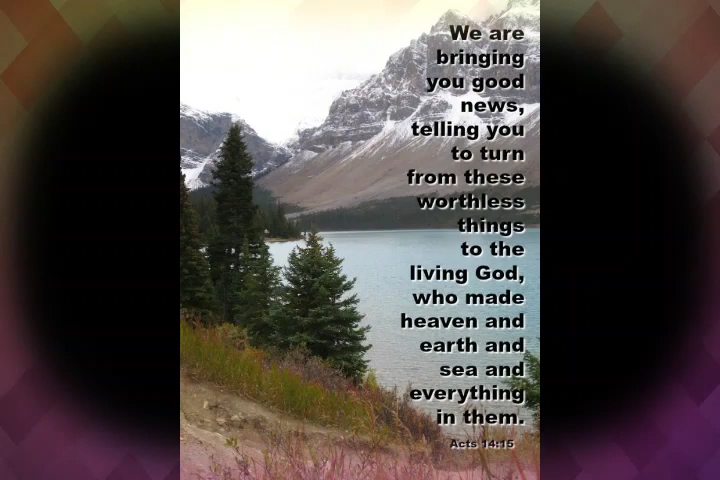 We are
bringing
you good
news,
telling you
to turn
from these
worthless
things
to the
living God,
who made
heaven and
earth and
sea and
everything
in them.
Acts 14:15